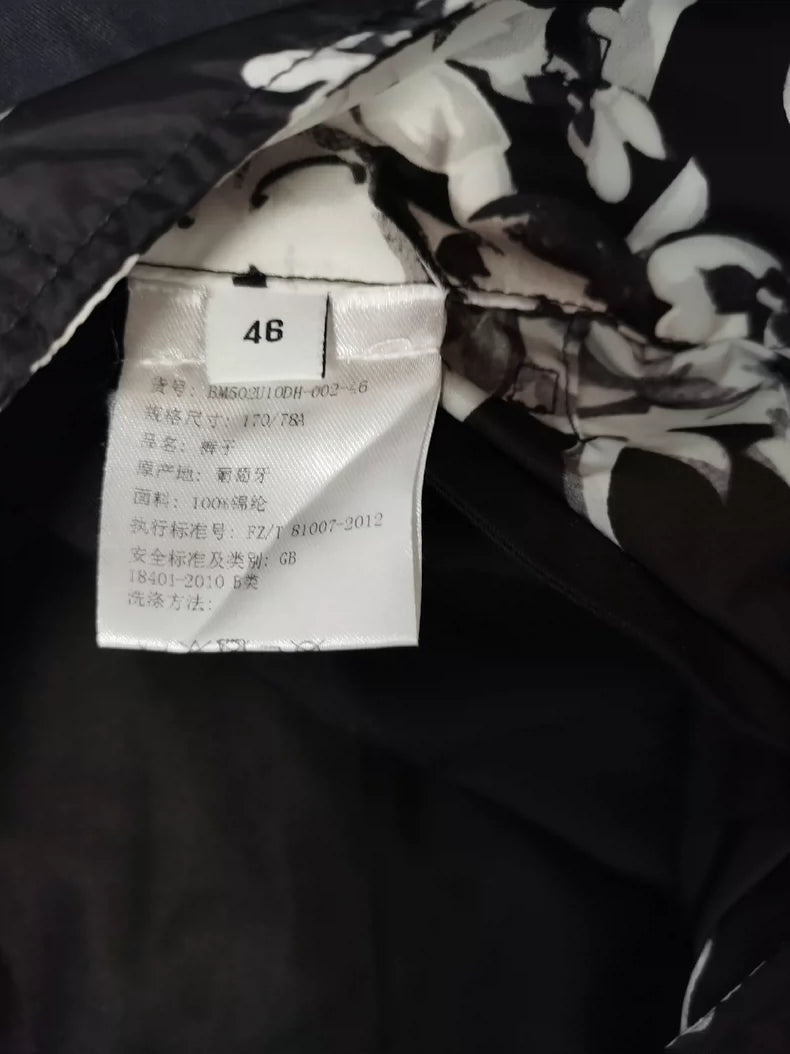 46
货号: BM502U10DH-002-46
规格尺寸: 170/78A
品名: 裤子
原产地: 葡萄牙
面料: 100%锦纶
执行标准号: FZ/T 81007-2012
安全标准及类别: GB
18401-2010 B类
洗涤方法: